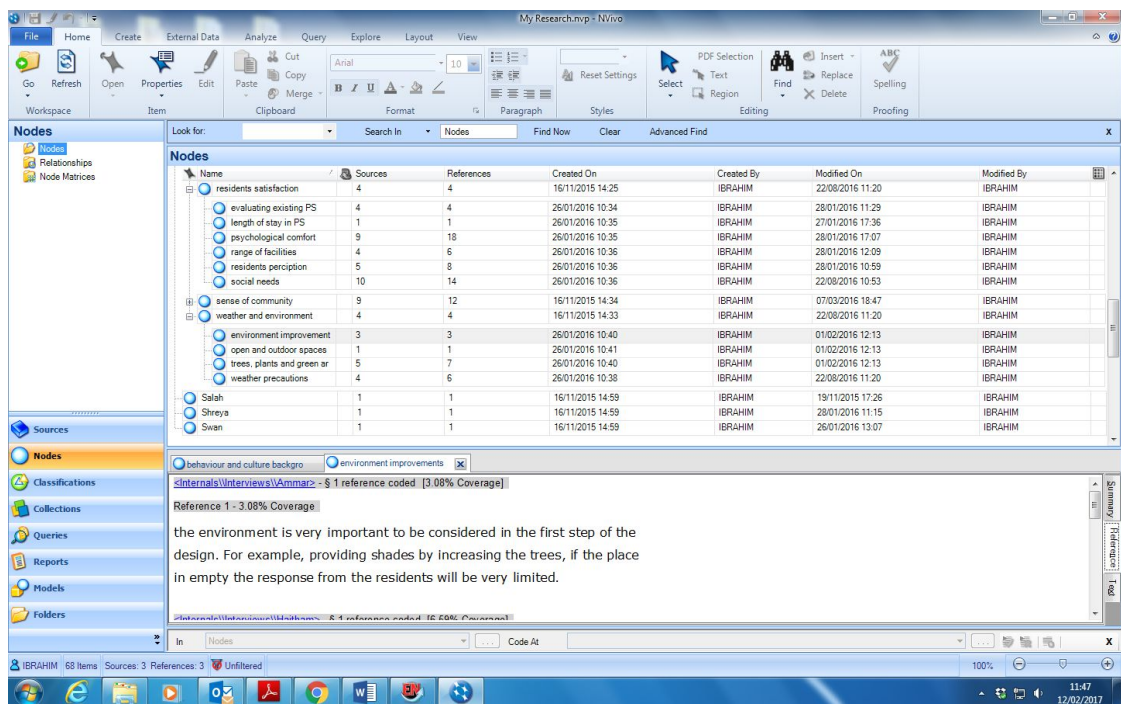 My Research.nvp - NVivo
File Home Create External Data Analyze Query Explore Layout View
Go Refresh Open Properties Edit Paste Cut Copy Merge Arial 10 B I U A Reset Settings Select PDF Selection Text Region Find Insert Replace Delete ABC Spelling
Workspace Item Clipboard Format Paragraph Styles Editing Proofing
Nodes
Nodes
Relationships
Node Matrices
Look for: Search In Nodes Find Now Clear Advanced Find x
Nodes
Name Sources References Created On Created By Modified On Modified By
residents satisfaction 4 4 16/11/2015 14:25 IBRAHIM 22/08/2016 11:20 IBRAHIM
evaluating existing PS 4 4 26/01/2016 10:34 IBRAHIM 28/01/2016 11:29 IBRAHIM
length of stay in PS 1 1 26/01/2016 10:35 IBRAHIM 27/01/2016 17:36 IBRAHIM
psychological comfort 9 18 26/01/2016 10:35 IBRAHIM 28/01/2016 17:07 IBRAHIM
range of facilities 4 6 26/01/2016 10:36 IBRAHIM 28/01/2016 12:09 IBRAHIM
residents perciption 5 8 26/01/2016 10:36 IBRAHIM 28/01/2016 10:59 IBRAHIM
social needs 10 14 26/01/2016 10:36 IBRAHIM 22/08/2016 10:53 IBRAHIM
sense of community 9 12 16/11/2015 14:34 IBRAHIM 07/03/2016 18:47 IBRAHIM
weather and environment 4 4 16/11/2015 14:33 IBRAHIM 22/08/2016 11:20 IBRAHIM
environment improvement 3 3 26/01/2016 10:40 IBRAHIM 01/02/2016 12:13 IBRAHIM
open and outdoor spaces 1 1 26/01/2016 10:41 IBRAHIM 01/02/2016 12:13 IBRAHIM
trees, plants and green ar 5 7 26/01/2016 10:40 IBRAHIM 01/02/2016 12:13 IBRAHIM
weather precautions 4 6 26/01/2016 10:38 IBRAHIM 22/08/2016 11:20 IBRAHIM
Salah 1 1 16/11/2015 14:59 IBRAHIM 19/11/2015 17:26 IBRAHIM
Shreya 1 1 16/11/2015 14:59 IBRAHIM 28/01/2016 11:15 IBRAHIM
Swan 1 1 16/11/2015 14:59 IBRAHIM 26/01/2016 13:07 IBRAHIM
Sources
Nodes
Classifications
Collections
Queries
Reports
Models
Folders
behaviour and culture backgro environment improvements
<Internals\\Interviews\\Ammar> - § 1 reference coded [3.08% Coverage]
Reference 1 - 3.08% Coverage
the environment is very important to be considered in the first step of the
design. For example, providing shades by increasing the trees, if the place
in empty the response from the residents will be very limited.
<Internals\\Interviews\\Haitham> - § 1 reference coded [6.59% Coverage]
Summary
Reference
Text
In Nodes ... Code At ... x
IBRAHIM 68 Items Sources: 3 References: 3 Unfiltered 100%
11:47
12/02/2017